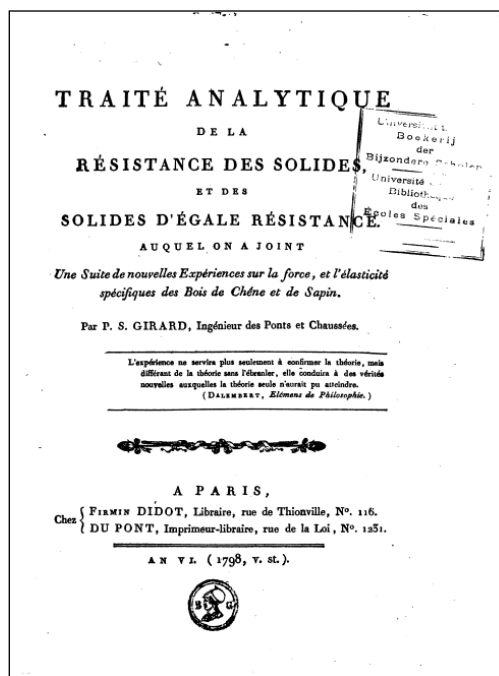 TRAITÉ ANALYTIQUE
DE LA
RÉSISTANCE DES SOLIDES,
ET DES
SOLIDES D'ÉGALE RÉSISTANCE.
AUQUEL ON A JOINT
Une Suite de nouvelles Expériences sur la force, et l'élasticité
spécifiques des Bois de Chêne et de Sapin.
Par P. S. GIRARD, Ingénieur des Ponts et Chaussées.
L'expérience ne servira plus seulement à confirmer la théorie, mais
différant de la théorie sans l'ébranler, elle conduira à des vérités
nouvelles auxquelles la théorie seule n'aurait pu atteindre.
(DALEMBERT, Elémens de Philosophie.)
A PARIS,
Chez { FIRMIN DIDOT, Libraire, rue de Thionville, N°. 116.
DU PONT, Imprimeur-libraire, rue de la Loi, N°. 1231.
AN VI. (1798, v. st.).
B G
Boekerij
der
Bijzondere
Université
des
Écoles Spéciales